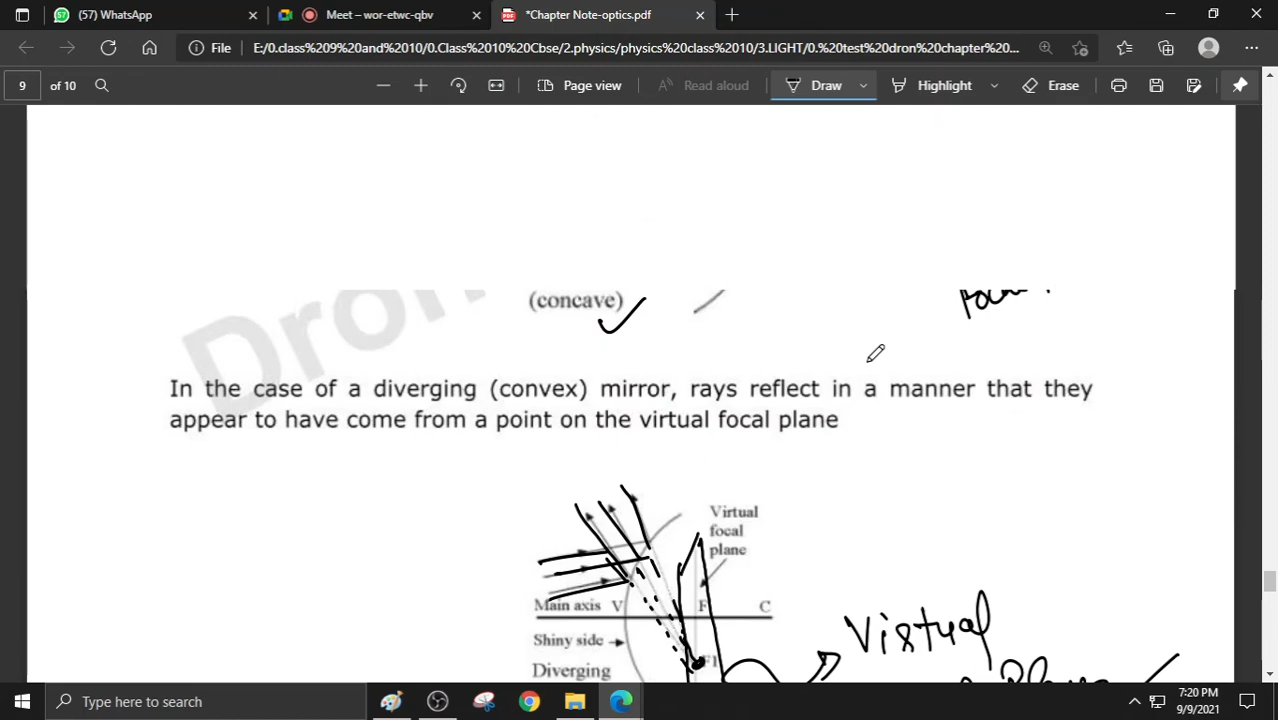 (57) WhatsApp
Meet – wor-etwc-qbv
*Chapter Note-optics.pdf
File
E:/0.class%209%20and%2010/0.Class%2010%20Cbse/2.physics/physics%20class%2010/3.LIGHT/0.%20test%20dron%20chapter%20...
9 of 10
Page view
Read aloud
Draw
Highlight
Erase
Dron
(concave)
In the case of a diverging (convex) mirror, rays reflect in a manner that they
appear to have come from a point on the virtual focal plane
Virtual
focal
plane
Main axis V F C
Shiny side
Diverging
F1
Virtual
Type here to search
7:20 PM
9/9/2021